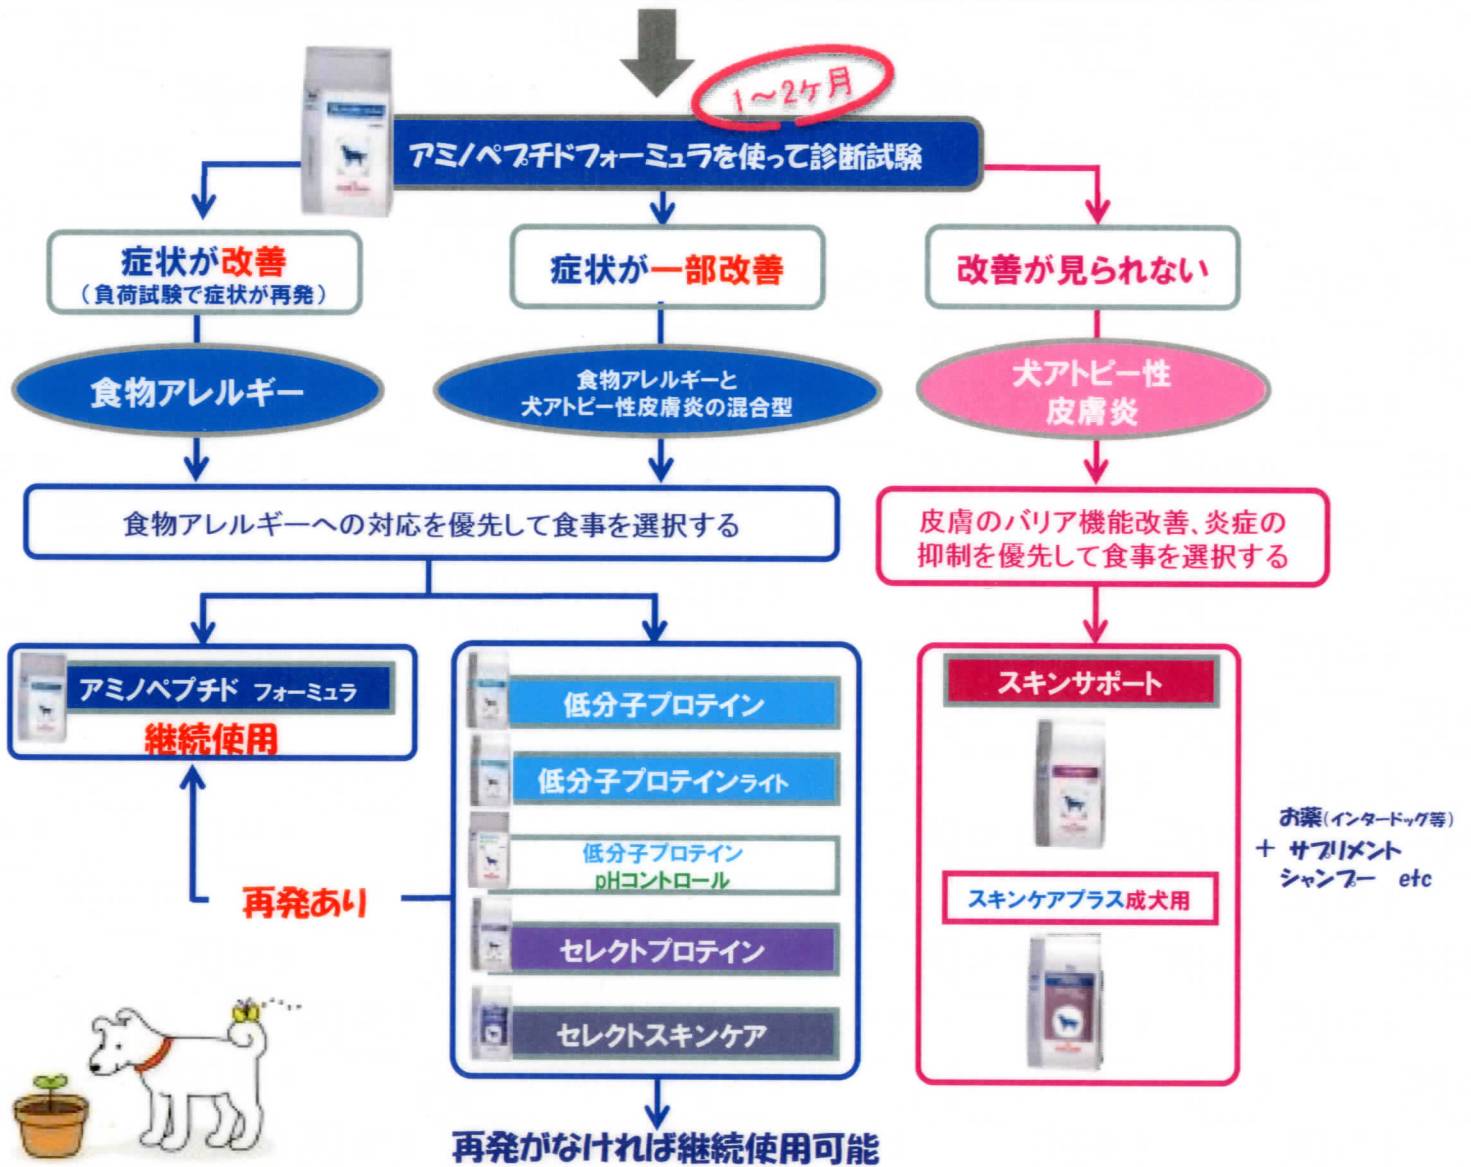 1～2ヶ月
アミノペプチドフォーミュラを使って診断試験
症状が改善
(負荷試験で症状が再発)
症状が一部改善
改善が見られない
食物アレルギー
食物アレルギーと
犬アトピー性皮膚炎の混合型
犬アトピー性
皮膚炎
食物アレルギーへの対応を優先して食事を選択する
皮膚のバリア機能改善、炎症の
抑制を優先して食事を選択する
アミノペプチド フォーミュラ
継続使用
低分子プロテイン
低分子プロテインライト
低分子プロテイン
pHコントロール
セレクトプロテイン
セレクトスキンケア
再発あり
再発がなければ継続使用可能
スキンサポート
スキンケアプラス成犬用
お薬(インタードッグ等)
+ サプリメント
シャンプー etc